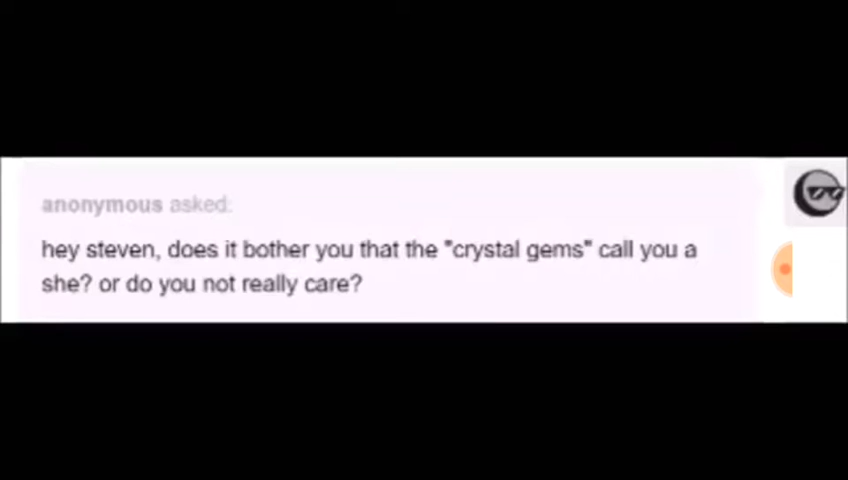 anonymous asked:
hey steven, does it bother you that the "crystal gems" call you a
she? or do you not really care?